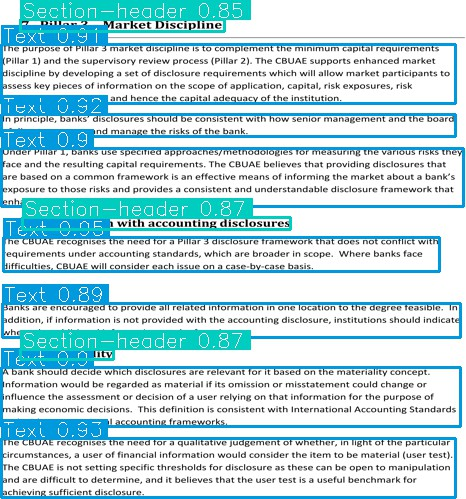 Section-header 0.85
7. Pillar 3 - Market Discipline
Text 0.91
The purpose of Pillar 3 market discipline is to complement the minimum capital requirements
(Pillar 1) and the supervisory review process (Pillar 2). The CBUAE supports enhanced market
discipline by developing a set of disclosure requirements which will allow market participants to
assess key pieces of information on the scope of application, capital, risk exposures, risk
and hence the capital adequacy of the institution.
Text 0.92
In principle, banks' disclosures should be consistent with how senior management and the board
and manage the risks of the bank.
Text 0.9
Under Pillar 1, banks use specified approaches/methodologies for measuring the various risks they
face and the resulting capital requirements. The CBUAE believes that providing disclosures that
are based on a common framework is an effective means of informing the market about a bank's
exposure to those risks and provides a consistent and understandable disclosure framework that
Section-header 0.87
with accounting disclosures
Text 0.95
The CBUAE recognises the need for a Pillar 3 disclosure framework that does not conflict with
requirements under accounting standards, which are broader in scope. Where banks face
difficulties, CBUAE will consider each issue on a case-by-case basis.
Text 0.89
Banks are encouraged to provide all related information in one location to the degree feasible. In
addition, if information is not provided with the accounting disclosure, institutions should indicate
Section-header 0.87
Text 0.9
A bank should decide which disclosures are relevant for it based on the materiality concept.
Information would be regarded as material if its omission or misstatement could change or
influence the assessment or decision of a user relying on that information for the purpose of
making economic decisions. This definition is consistent with International Accounting Standards
accounting frameworks.
Text 0.93
The CBUAE recognises the need for a qualitative judgement of whether, in light of the particular
circumstances, a user of financial information would consider the item to be material (user test).
The CBUAE is not setting specific thresholds for disclosure as these can be open to manipulation
and are difficult to determine, and it believes that the user test is a useful benchmark for
achieving sufficient disclosure.